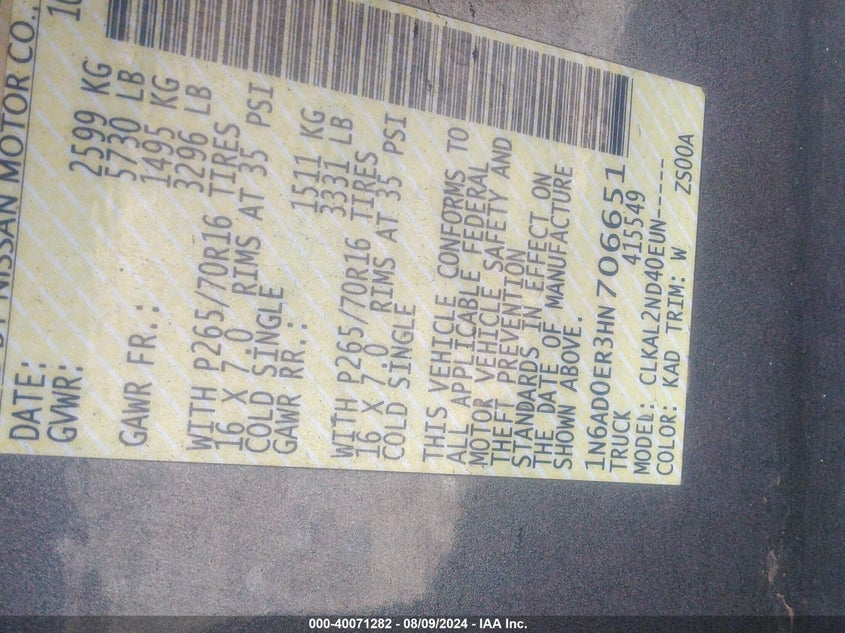 NISSAN MOTOR CO.,
DATE: 10
GVWR: 2599 KG
5730 LB
GAWR FR.: 1495 KG
3296 LB
WITH P265/70R16 TIRES
16 X 7.0 RIMS AT 35 PSI
COLD SINGLE
GAWR RR.: 1511 KG
3331 LB
WITH P265/70R16 TIRES
16 X 7.0 RIMS AT 35 PSI
COLD SINGLE
THIS VEHICLE CONFORMS TO
ALL APPLICABLE FEDERAL
MOTOR VEHICLE SAFETY AND
THEFT PREVENTION
STANDARDS IN EFFECT ON
THE DATE OF MANUFACTURE
SHOWN ABOVE.
1N6AD0ER3HN706651
TRUCK 415549
MODEL: CLKAL2ND40EUN-----
COLOR: KAD TRIM: W ZS00A
000-40071282 - 08/09/2024 - IAA Inc.